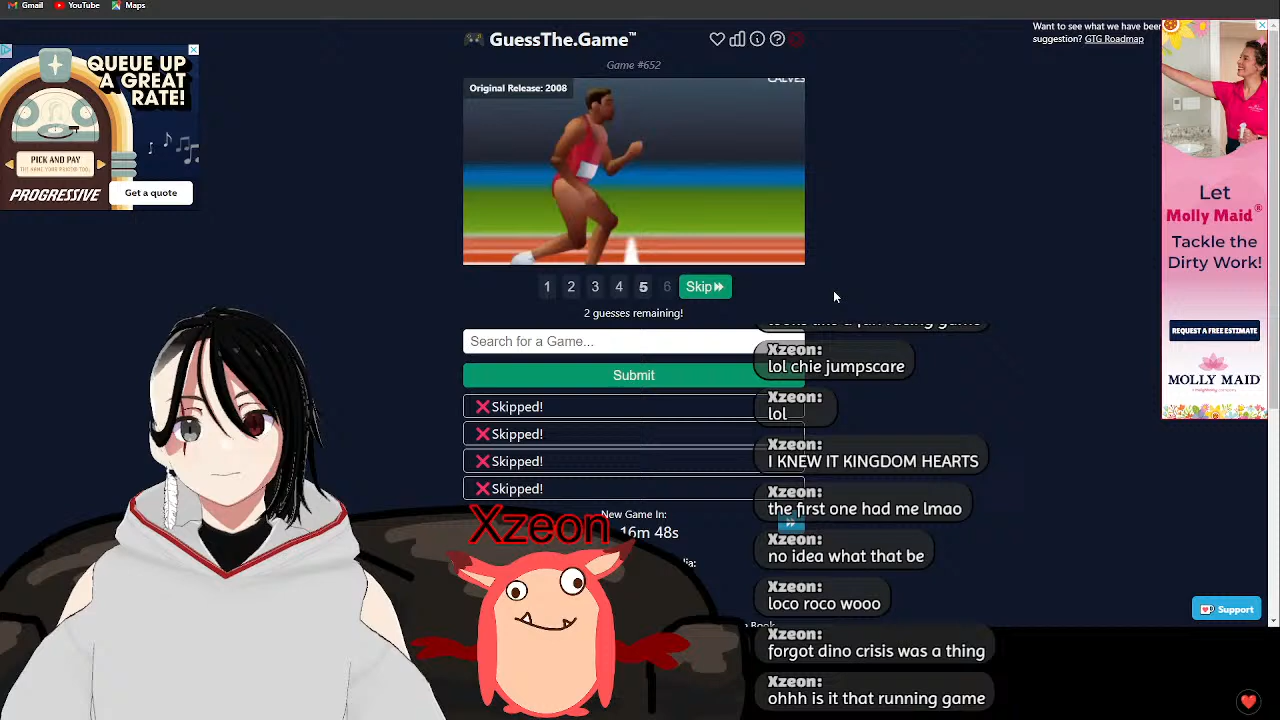 Gmail
YouTube
Maps
QUEUE UP
A GREAT
RATE!
PICK AND PAY
PROGRESSIVE
Get a quote
GuessThe.Game™
Game #652
Want to see what we have been
suggestion? GTG Roadmap
Original Release: 2008
CALVES
1 2 3 4 5 6 Skip
2 guesses remaining!
Search for a Game...
Submit
Skipped!
Skipped!
Skipped!
Skipped!
New Game In:
16m 48s
Xzeon
Xzeon:
lol chie jumpscare
Xzeon:
lol
Xzeon:
I KNEW IT KINGDOM HEARTS
Xzeon:
the first one had me lmao
Xzeon:
no idea what that be
Xzeon:
loco roco wooo
Xzeon:
forgot dino crisis was a thing
Xzeon:
ohhh is it that running game
Let
Molly Maid®
Tackle the
Dirty Work!
REQUEST A FREE ESTIMATE
MOLLY MAID
Support